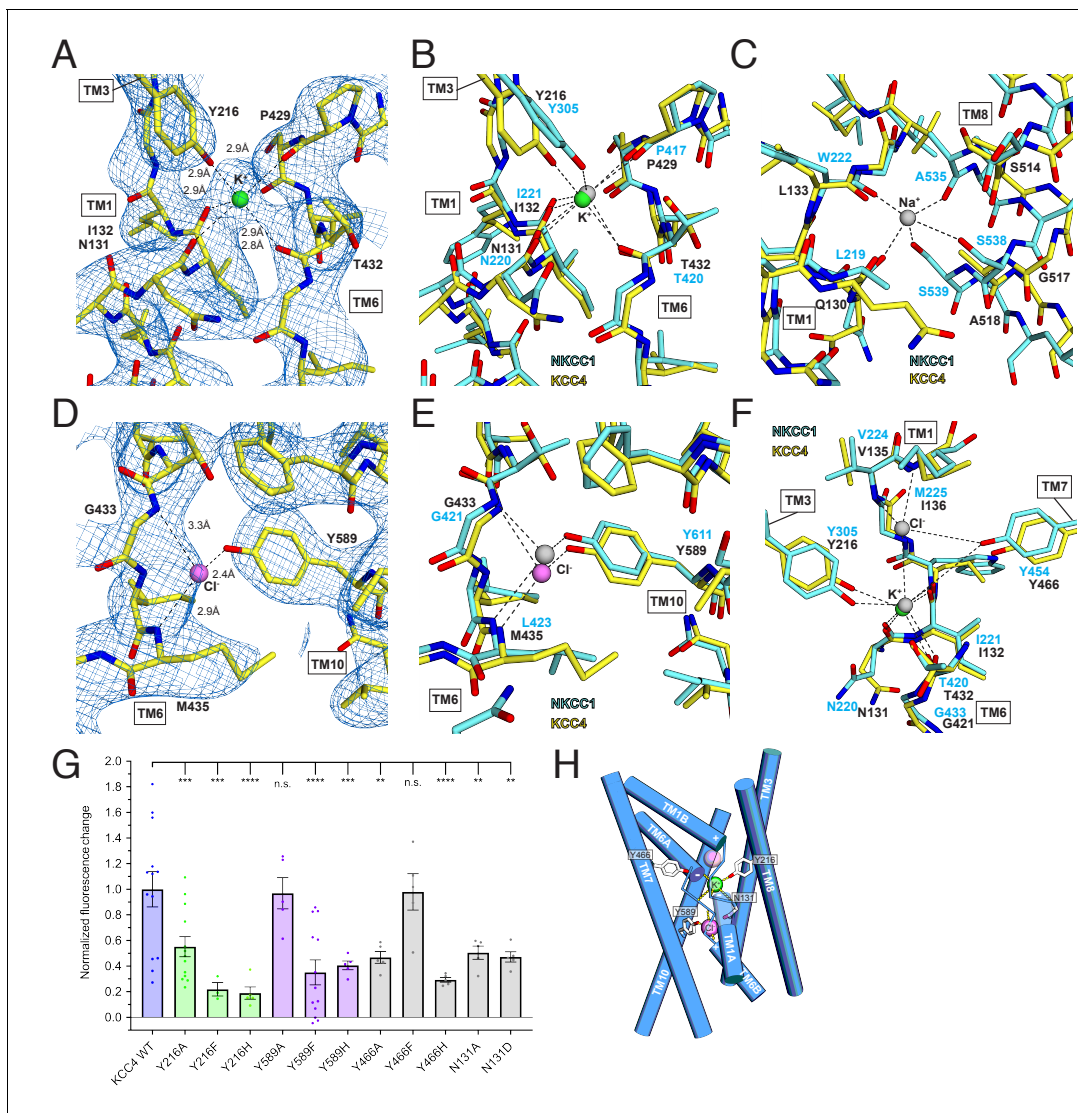 A
TM3
Y216
P429
2.9Å
2.9Å
K⁺
2.9Å
TM1
I132
N131
2.9Å
2.8Å
T432
TM6
B
TM3
Y216
Y305
P417
P429
I221
I132
TM1
K⁺
N131
N220
T432
T420
TM6
NKCC1
KCC4
C
TM8
W222
S514
A535
L133
Na⁺
L219
S538
S539
G517
Q130
TM1
A518
NKCC1
KCC4
D
G433
3.3Å
Y589
2.4Å
Cl⁻
2.9Å
TM10
M435
TM6
E
G433
G421
Y611
Y589
Cl⁻
TM10
L423
M435
TM6
NKCC1
KCC4
F
NKCC1
KCC4
V224
V135
TM1
M225
I136
TM7
TM3
Cl⁻
Y305
Y216
Y454
Y466
K⁺
I221
I132
T420
T432
N220
N131
G433
G421
TM6
G
Normalized fluorescence change
2.0
1.8
1.6
1.4
1.2
1.0
0.8
0.6
0.4
0.2
0.0
***
***
****
n.s.
****
***
**
n.s.
****
**
**
KCC4 WT
Y216A
Y216F
Y216H
Y589A
Y589F
Y589H
Y466A
Y466F
Y466H
N131A
N131D
H
TM3
TM1B
TM6A
Y466
Y216
TM7
K
TM8
N131
Y589
Cl
TM1A
TM6B
TM10